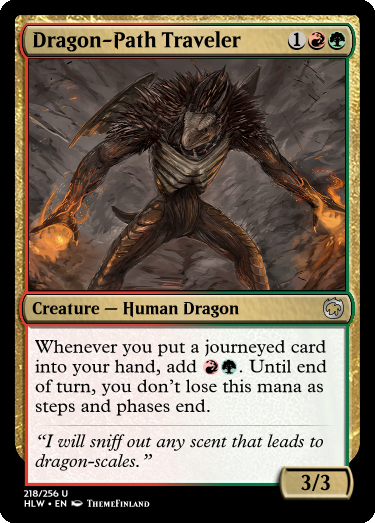 Dragon-Path Traveler 1
Creature — Human Dragon
Whenever you put a journeyed card
into your hand, add . Until end
of turn, you don't lose this mana as
steps and phases end.
"I will sniff out any scent that leads to
dragon-scales."
3/3
218/256 U
HLW • EN ThemeFinland